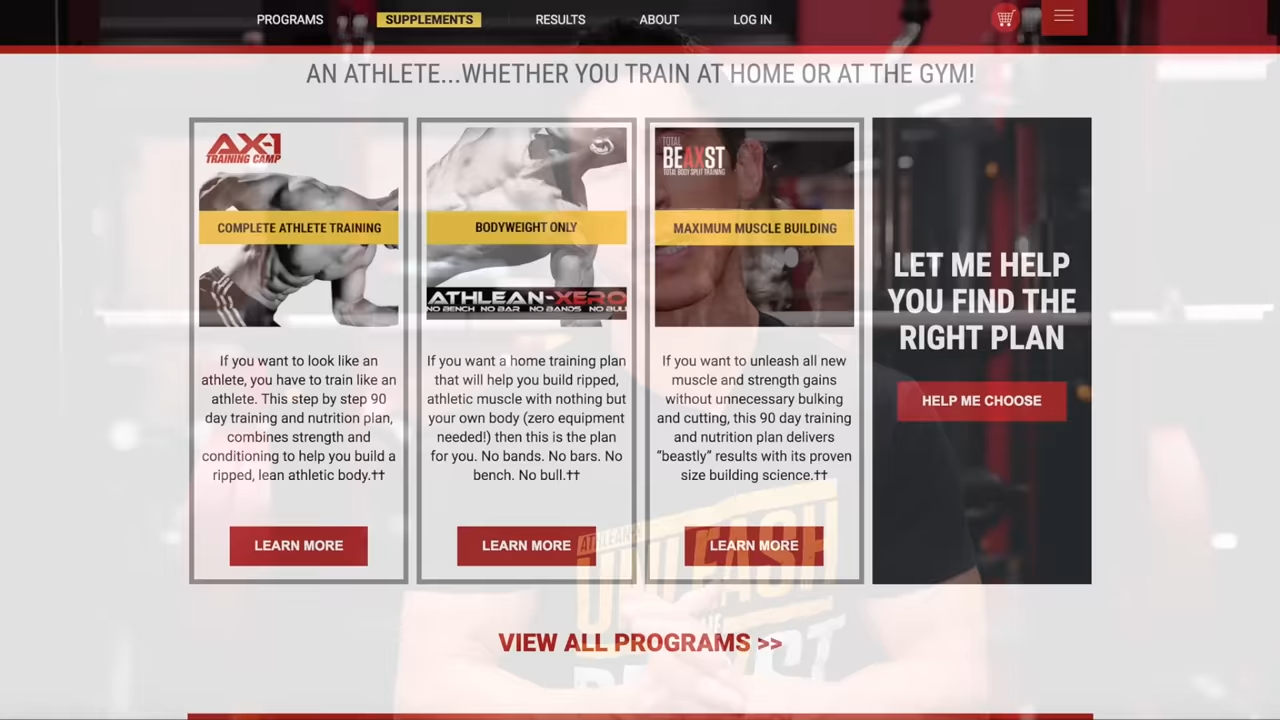 PROGRAMS SUPPLEMENTS RESULTS ABOUT LOG IN
AN ATHLETE...WHETHER YOU TRAIN AT HOME OR AT THE GYM!
AX-1
TRAINING CAMP
COMPLETE ATHLETE TRAINING
If you want to look like an
athlete, you have to train like an
athlete. This step by step 90
day training and nutrition plan,
combines strength and
conditioning to help you build a
ripped, lean athletic body.††
LEARN MORE
BODYWEIGHT ONLY
ATHLEAN-XERO
NO BENCH NO BAR NO BANDS NO BULL
If you want a home training plan
that will help you build ripped,
athletic muscle with nothing but
your own body (zero equipment
needed!) then this is the plan
for you. No bands. No bars. No
bench. No bull.††
LEARN MORE
TOTAL
BEAXST
TOTAL BODY SPLIT TRAINING
MAXIMUM MUSCLE BUILDING
If you want to unleash all new
muscle and strength gains
without unnecessary bulking
and cutting, this 90 day training
and nutrition plan delivers
"beastly" results with its proven
size building science.††
LEARN MORE
LET ME HELP
YOU FIND THE
RIGHT PLAN
HELP ME CHOOSE
VIEW ALL PROGRAMS >>
UNLEASH